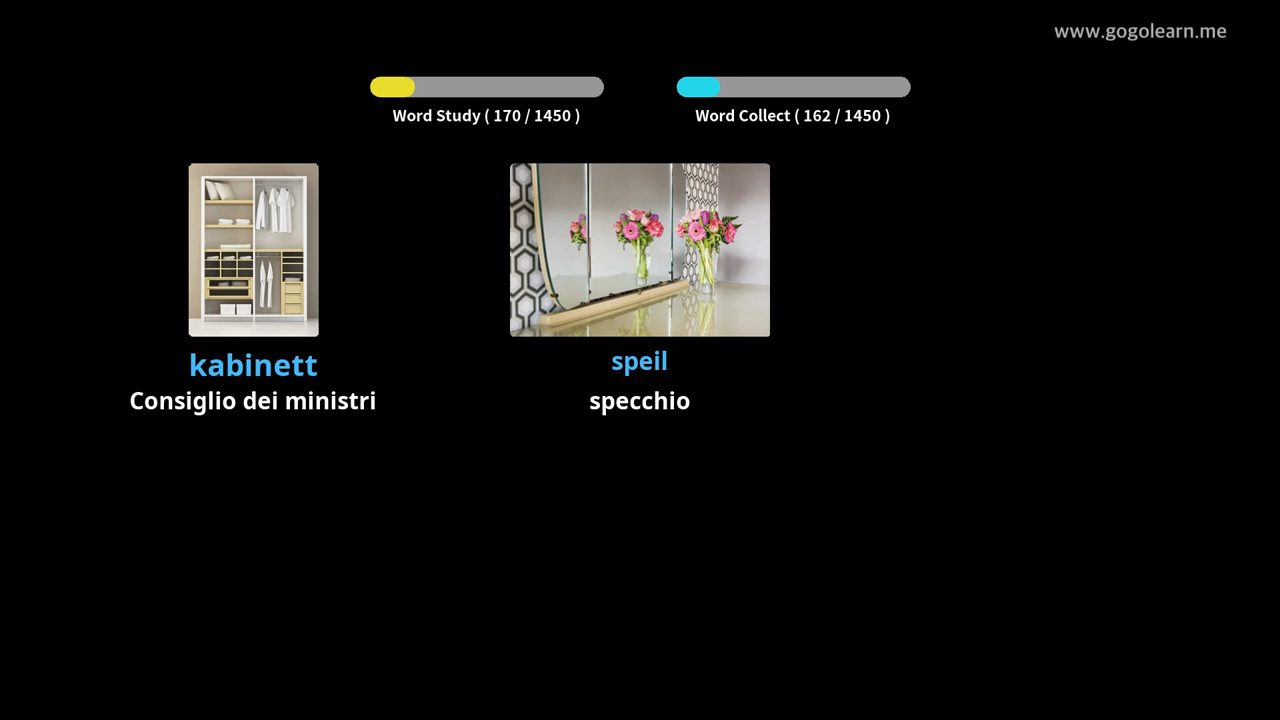 www.gogolearn.me
Word Study ( 170 / 1450 )
Word Collect ( 162 / 1450 )
kabinett
Consiglio dei ministri
speil
specchio